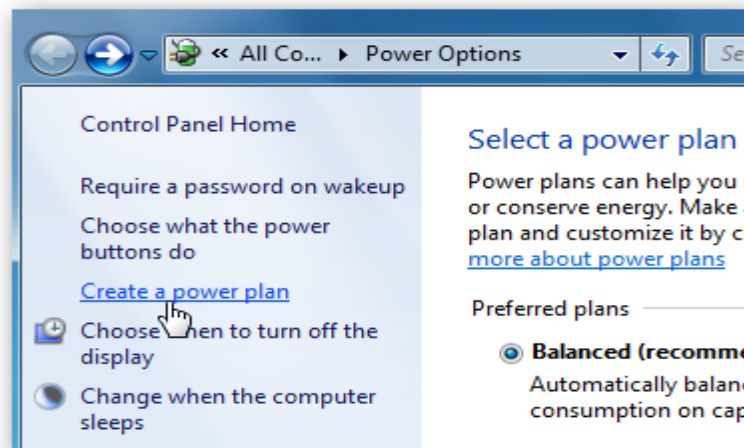 « All Co... ▸ Power Options
Se
Control Panel Home
Require a password on wakeup
Choose what the power
buttons do
Create a power plan
Choose when to turn off the
display
Change when the computer
sleeps
Select a power plan
Power plans can help you
or conserve energy. Make
plan and customize it by c
more about power plans
Preferred plans
Balanced (recomme
Automatically balanc
consumption on cap